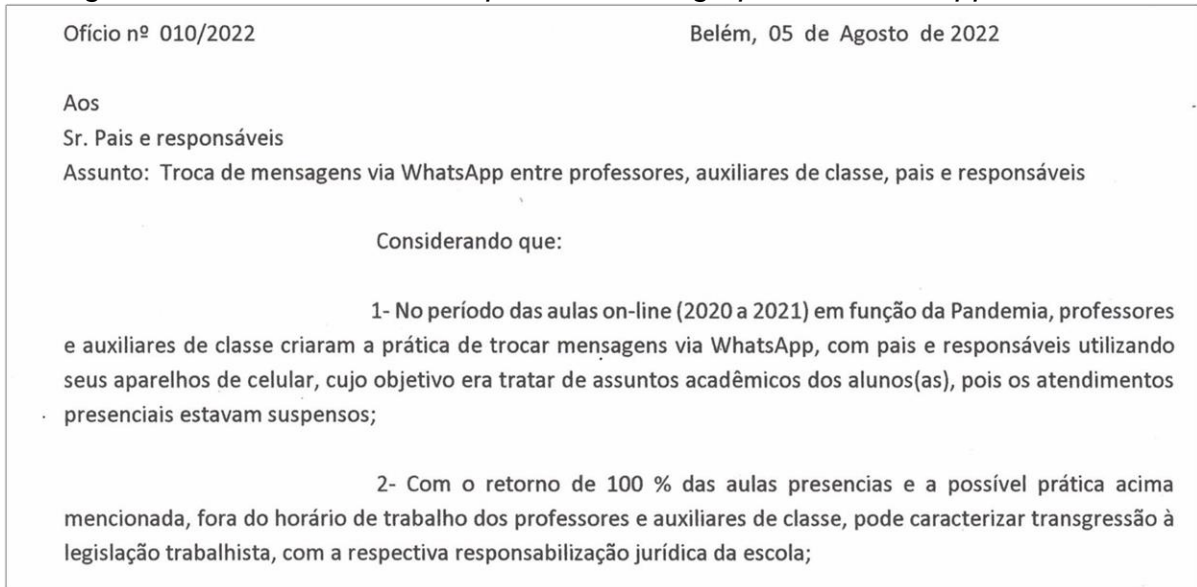 Ofício nº 010/2022 Belém, 05 de Agosto de 2022
Aos
Sr. Pais e responsáveis
Assunto: Troca de mensagens via WhatsApp entre professores, auxiliares de classe, pais e responsáveis
Considerando que:
1- No período das aulas on-line (2020 a 2021) em função da Pandemia, professores
e auxiliares de classe criaram a prática de trocar mensagens via WhatsApp, com pais e responsáveis utilizando
seus aparelhos de celular, cujo objetivo era tratar de assuntos acadêmicos dos alunos(as), pois os atendimentos
presenciais estavam suspensos;
2- Com o retorno de 100 % das aulas presencias e a possível prática acima
mencionada, fora do horário de trabalho dos professores e auxiliares de classe, pode caracterizar transgressão à
legislação trabalhista, com a respectiva responsabilização jurídica da escola;